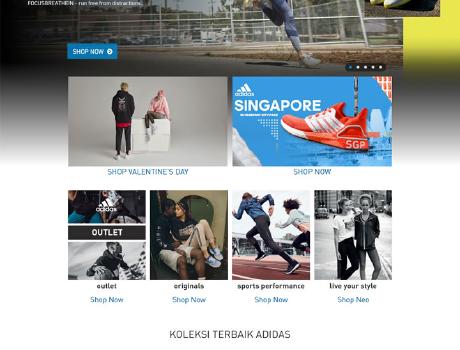 FOCUSBREATHEIN - run free from distractions.
SHOP NOW
adidas
SINGAPORE
SGP
SHOP VALENTINE'S DAY
SHOP NOW
adidas
OUTLET
outlet
originals
sports performance
live your style
Shop Now
Shop Now
Shop Now
Shop Neo
KOLEKSI TERBAIK ADIDAS